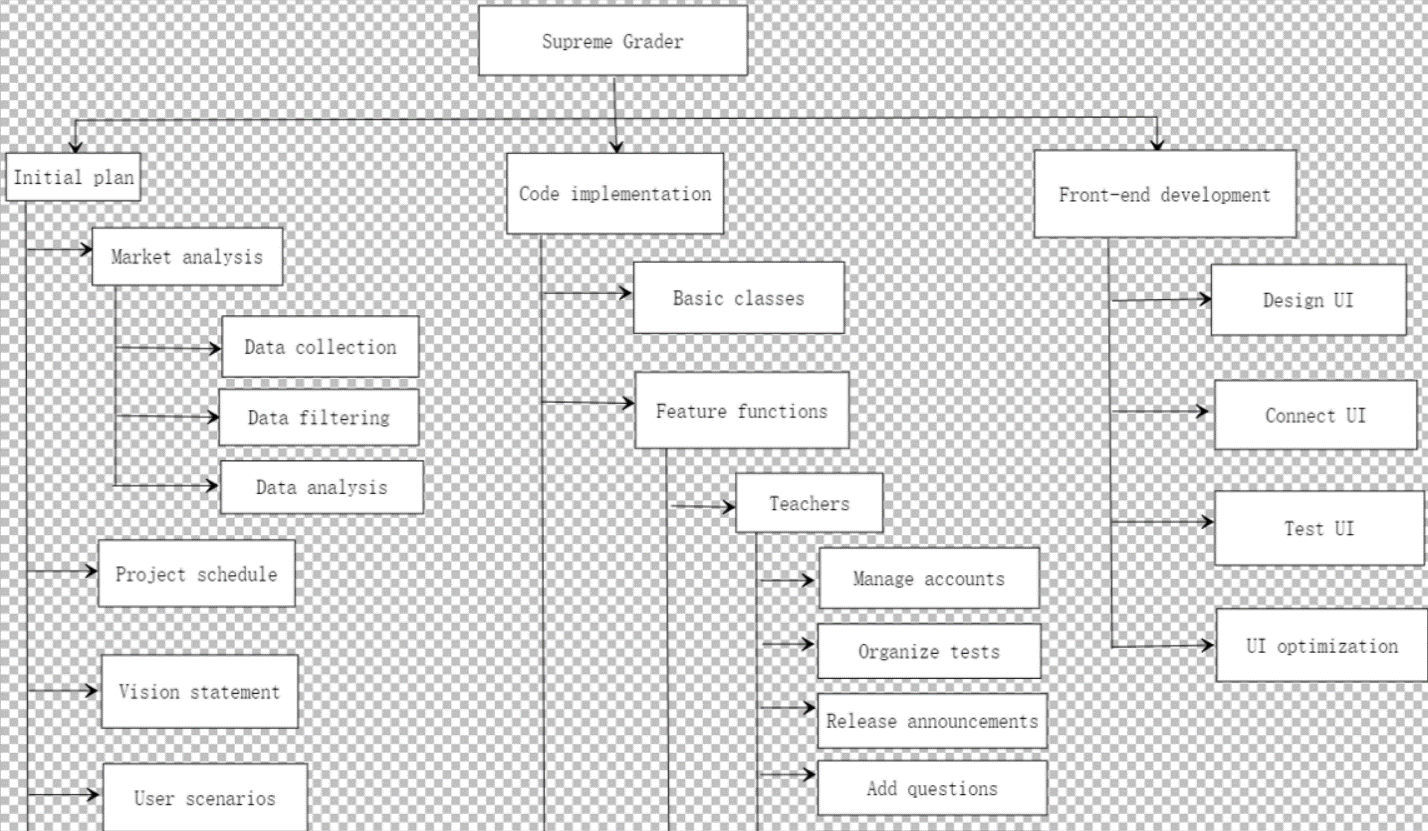 Supreme Grader
Initial plan
Market analysis
Data collection
Data filtering
Data analysis
Project schedule
Vision statement
User scenarios
Code implementation
Basic classes
Feature functions
Teachers
Manage accounts
Organize tests
Release announcements
Add questions
Front-end development
Design UI
Connect UI
Test UI
UI optimization